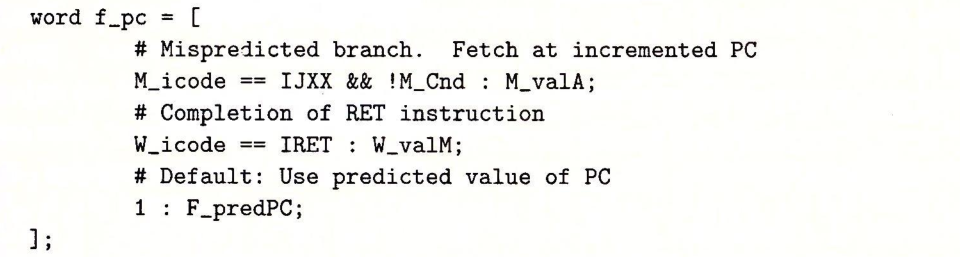 word f_pc = [
# Mispredicted branch. Fetch at incremented PC
M_icode == IJXX && !M_Cnd : M_valA;
# Completion of RET instruction
W_icode == IRET : W_valM;
# Default: Use predicted value of PC
1 : F_predPC;
];